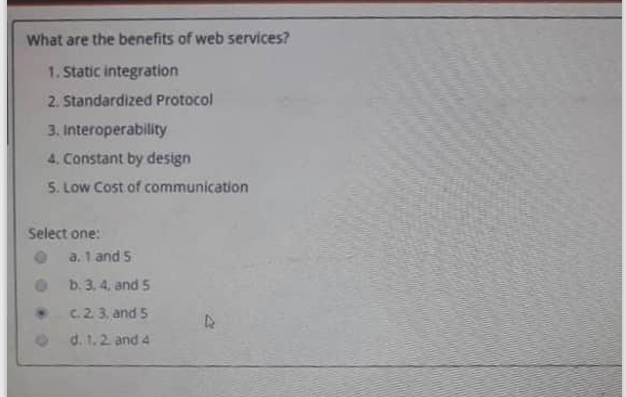 What are the benefits of web services?
1. Static integration
2. Standardized Protocol
3. Interoperability
4. Constant by design
5. Low Cost of communication
Select one:
a. 1 and 5
b. 3, 4, and 5
c. 2, 3, and 5
d. 1, 2, and 4